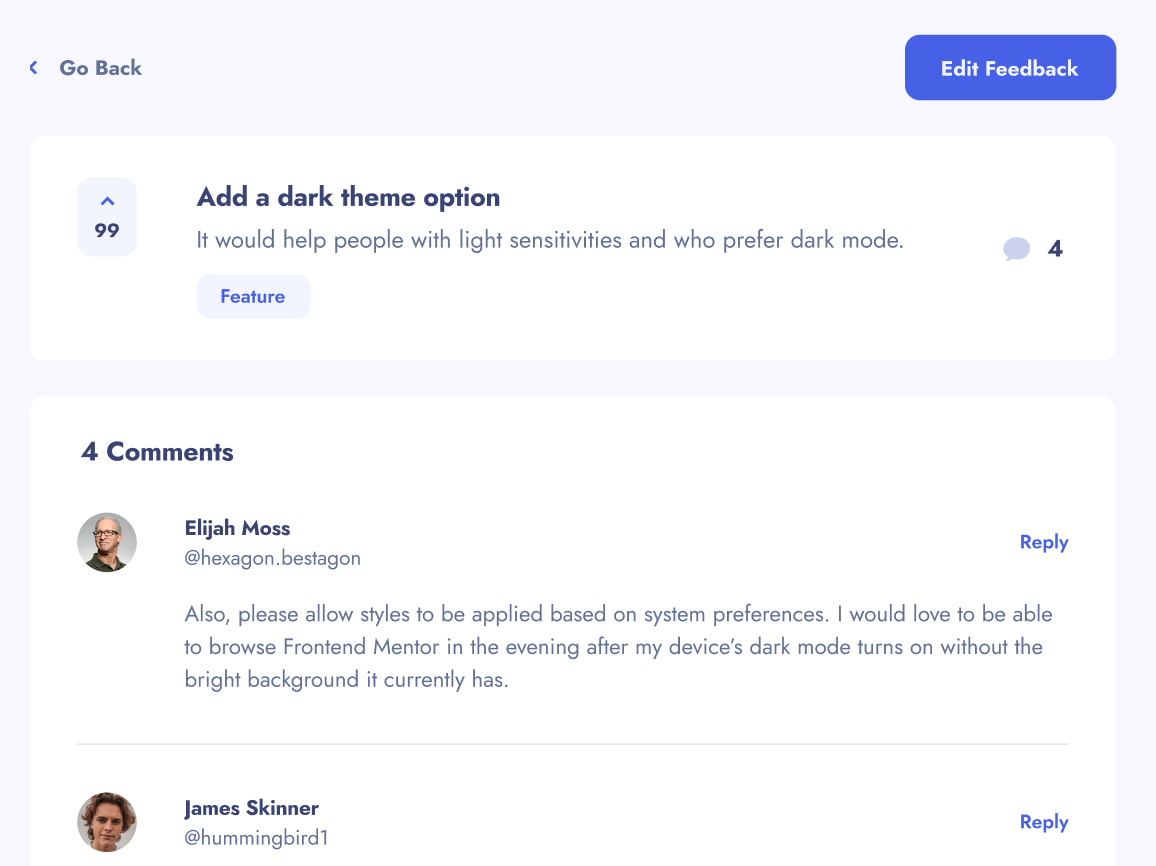 Go Back
Edit Feedback
99
Add a dark theme option
It would help people with light sensitivities and who prefer dark mode.
4
Feature
4 Comments
Elijah Moss
@hexagon.bestagon
Reply
Also, please allow styles to be applied based on system preferences. I would love to be able
to browse Frontend Mentor in the evening after my device’s dark mode turns on without the
bright background it currently has.
James Skinner
@hummingbird1
Reply